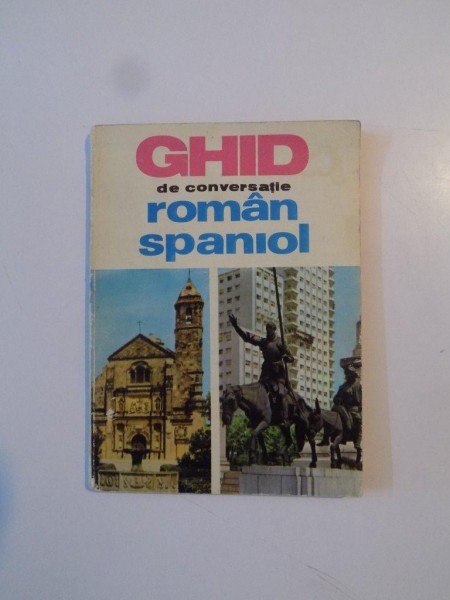 GHID
de conversație
român
spaniol